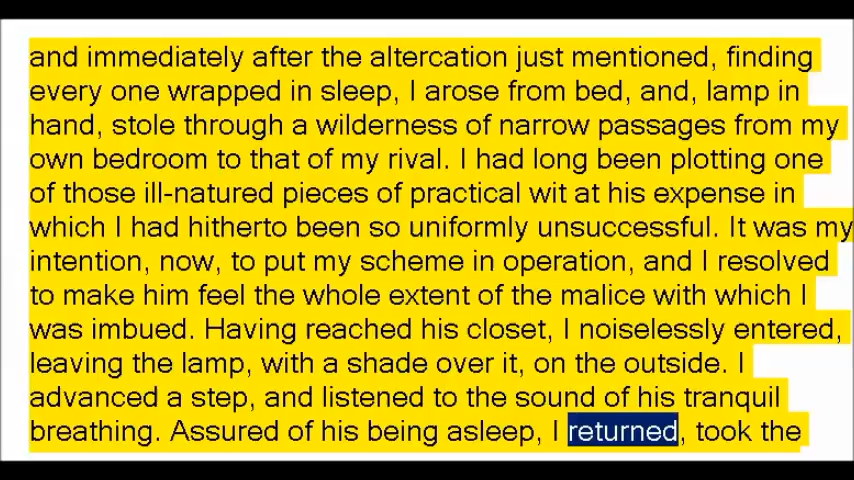 and immediately after the altercation just mentioned, finding
every one wrapped in sleep, I arose from bed, and, lamp in
hand, stole through a wilderness of narrow passages from my
own bedroom to that of my rival. I had long been plotting one
of those ill-natured pieces of practical wit at his expense in
which I had hitherto been so uniformly unsuccessful. It was my
intention, now, to put my scheme in operation, and I resolved
to make him feel the whole extent of the malice with which I
was imbued. Having reached his closet, I noiselessly entered,
leaving the lamp, with a shade over it, on the outside. I
advanced a step, and listened to the sound of his tranquil
breathing. Assured of his being asleep, I returned, took the